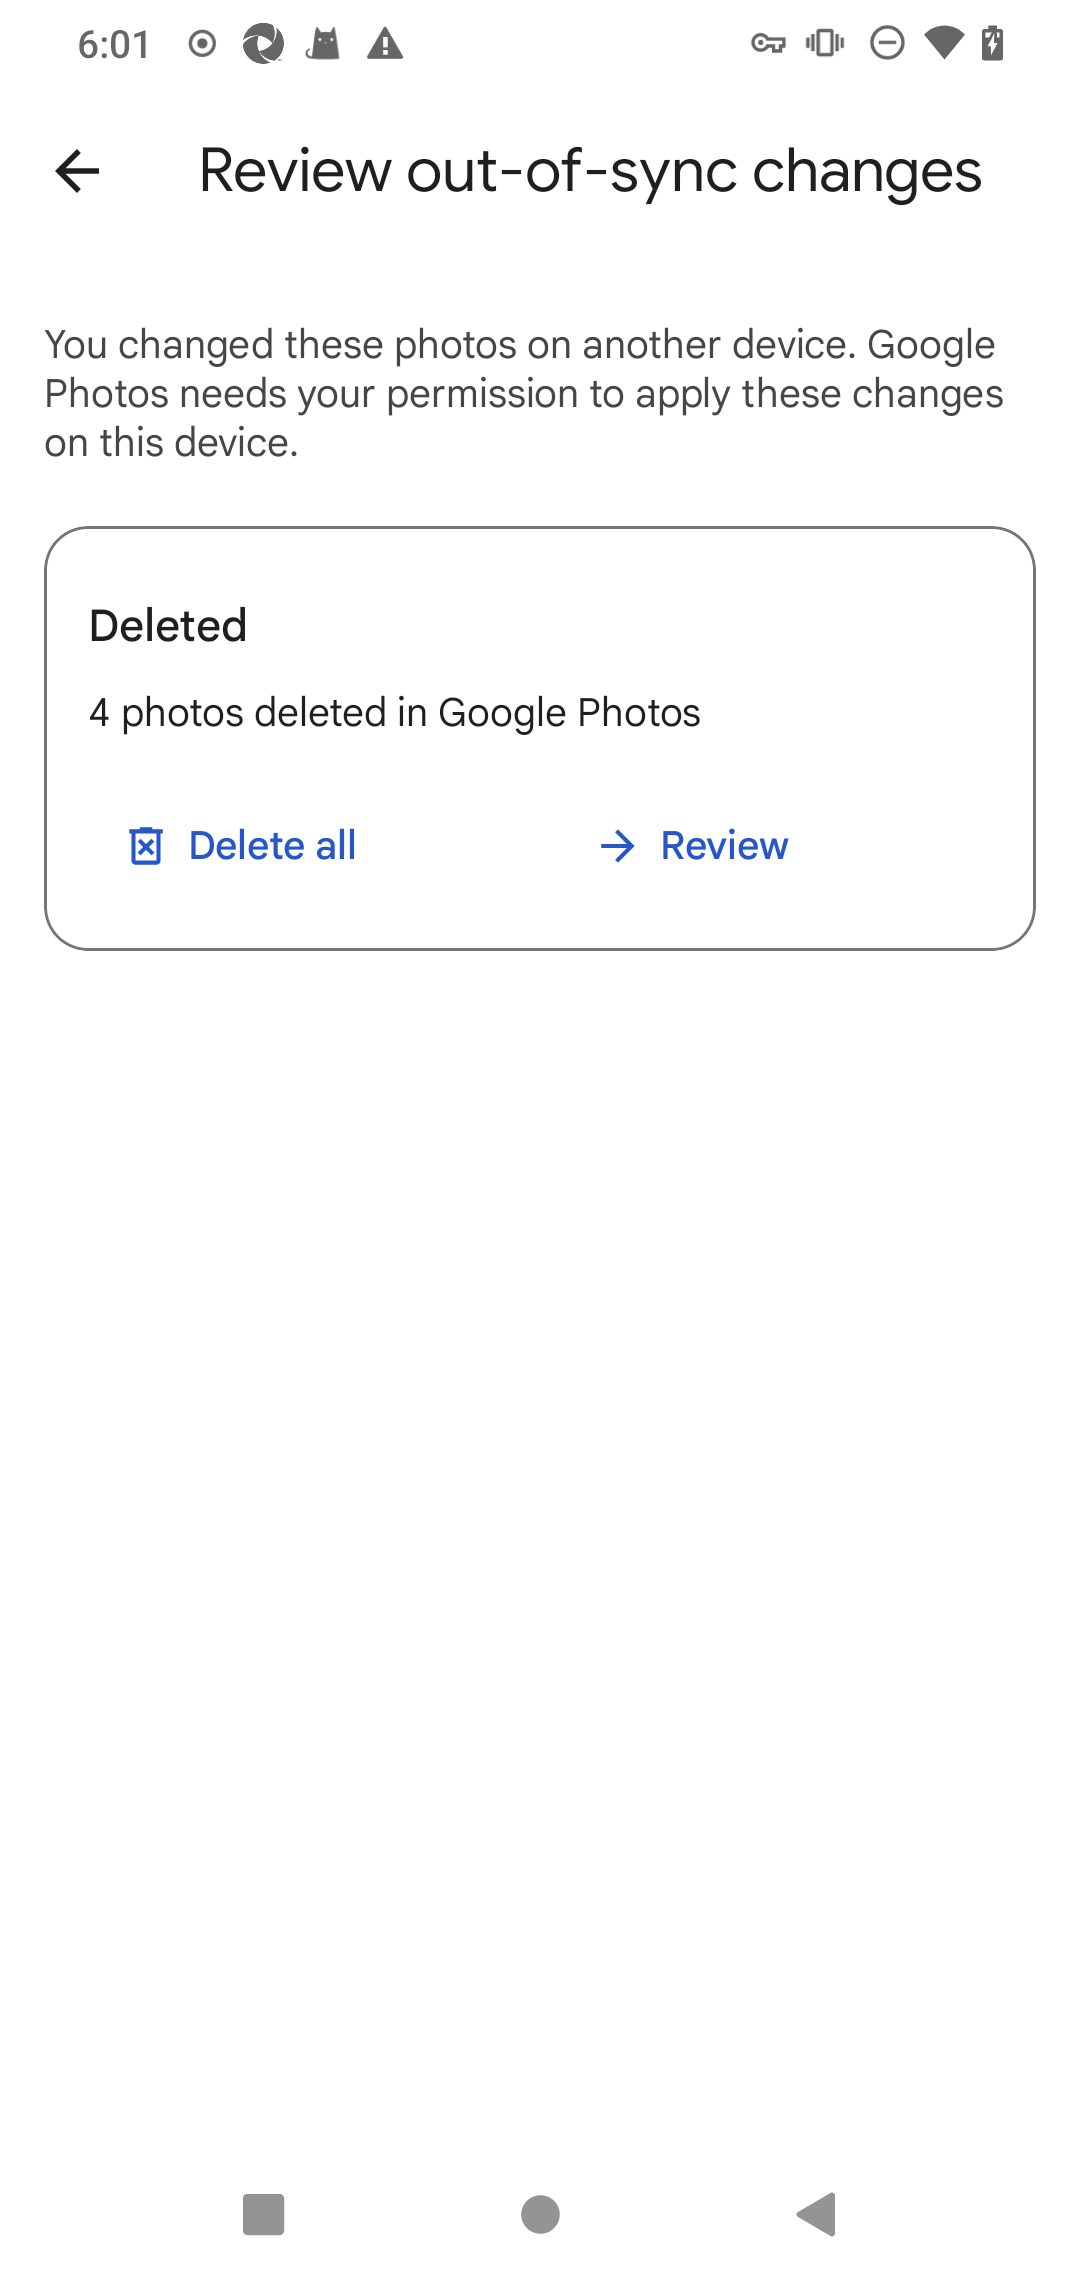 6:01
Review out-of-sync changes
You changed these photos on another device. Google
Photos needs your permission to apply these changes
on this device.
Deleted
4 photos deleted in Google Photos
Delete all
Review